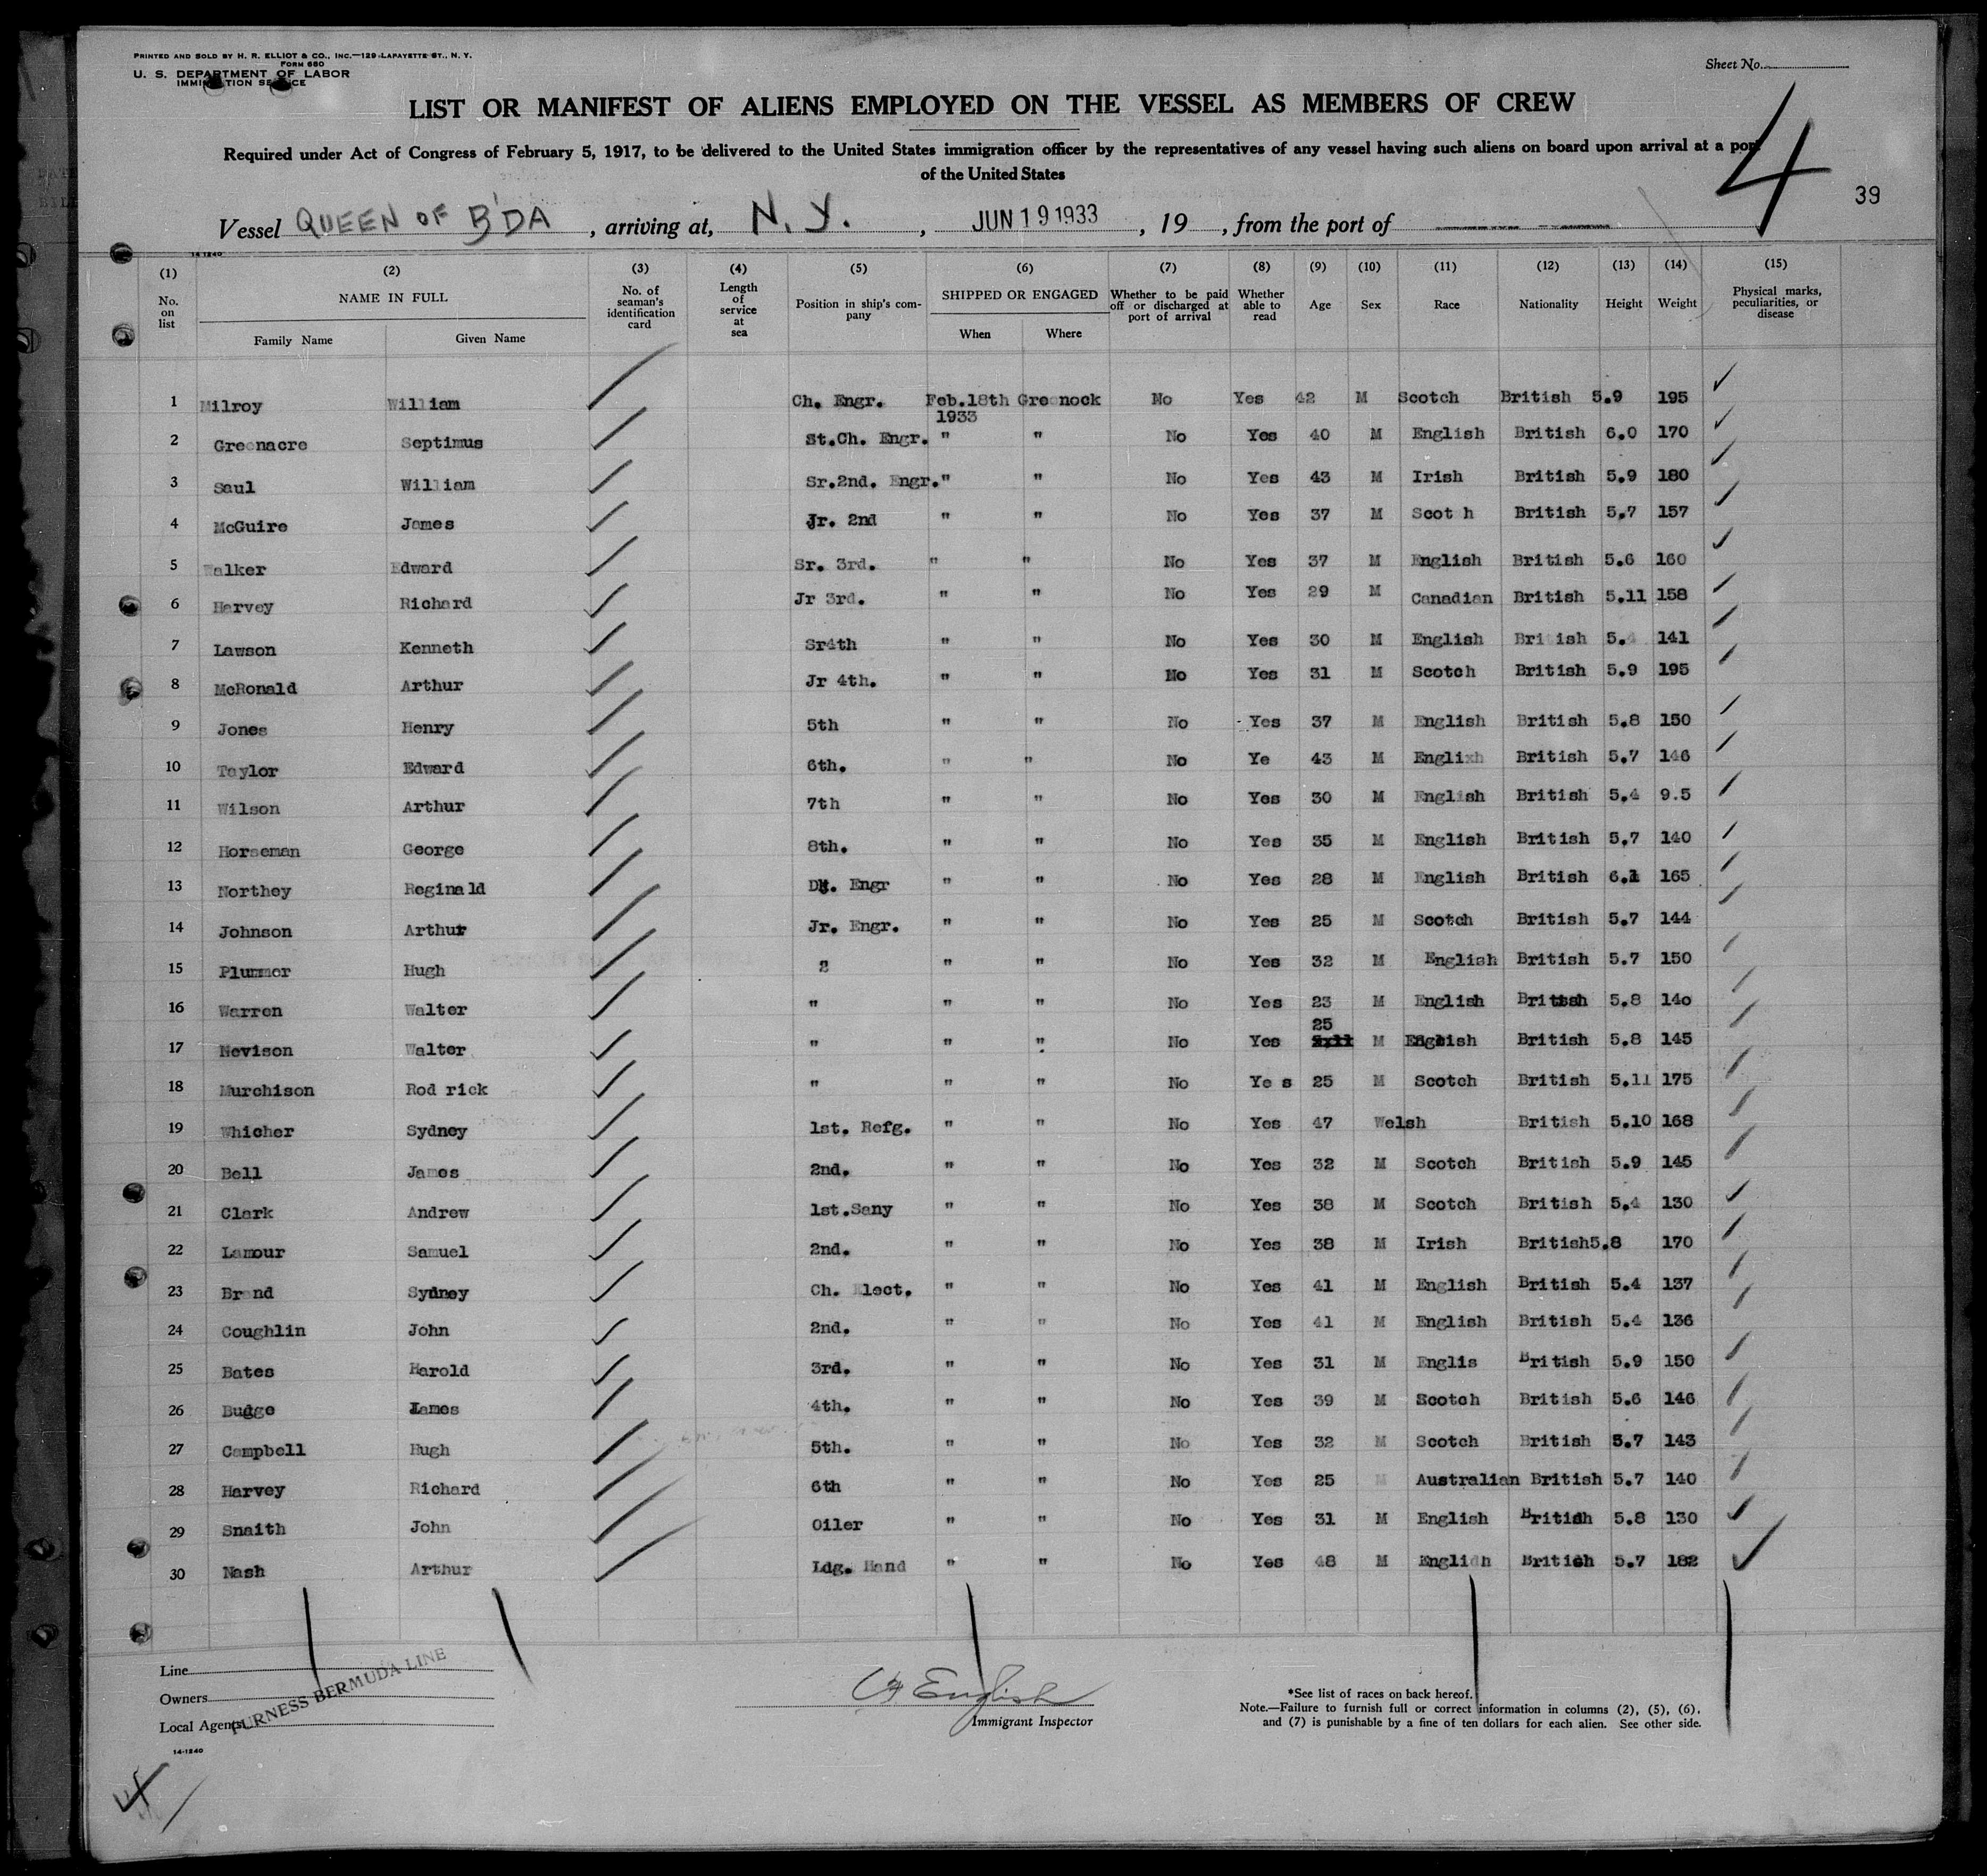 PRINTED AND SOLD BY H. R. ELLIOT & CO., INC.—129 LAFAYETTE ST., N. Y.
FORM 680
U. S. DEPARTMENT OF LABOR
IMMIGRATION SERVICE
Sheet No.
LIST OR MANIFEST OF ALIENS EMPLOYED ON THE VESSEL AS MEMBERS OF CREW
4
Required under Act of Congress of February 5, 1917, to be delivered to the United States immigration officer by the representatives of any vessel having such aliens on board upon arrival at a port
of the United States
39
Vessel QUEEN OF B'DA, arriving at, N. Y., JUN 19 1933, 19, from the port of
14-1240
(1) (2) (3) (4) (5) (6) (7) (8) (9) (10) (11) (12) (13) (14) (15)
No. on list NAME IN FULL Family Name Given Name No. of seaman's identification card Length of service at sea Position in ship's company SHIPPED OR ENGAGED When Where Whether to be paid off or discharged at port of arrival Whether able to read Age Sex Race Nationality Height Weight Physical marks, peculiarities, or disease
1 Milroy William Ch. Engr. Feb.18th 1933 Greenock No Yes 42 M Scotch British 5.9 195
2 Greenacre Septimus St.Ch. Engr. " " No Yes 40 M English British 6.0 170
3 Saul William Sr.2nd. Engr. " " No Yes 43 M Irish British 5.9 180
4 McGuire James Jr. 2nd " " No Yes 37 M Scot h British 5.7 157
5 Walker Edward Sr. 3rd. " " No Yes 37 M English British 5.6 160
6 Harvey Richard Jr 3rd. " " No Yes 29 M Canadian British 5.11 158
7 Lawson Kenneth Sr4th " " No Yes 30 M English Bri ish 5.4 141
8 McRonald Arthur Jr 4th. " " No Yes 31 M Scotch British 5.9 195
9 Jones Henry 5th " " No Yes 37 M English British 5.8 150
10 Taylor Edward 6th. " " No Ye 43 M Englixh British 5.7 146
11 Wilson Arthur 7th " " No Yes 30 M English British 5.4 9.5
12 Horseman George 8th. " " No Yes 35 M English British 5.7 140
13 Northey Reginald Dk. Engr " " No Yes 28 M English British 6.1 165
14 Johnson Arthur Jr. Engr. " " No Yes 25 M Scotch British 5.7 144
15 Plummer Hugh 2 " " No Yes 32 M English British 5.7 150
16 Warren Walter " " " No Yes 23 M English British 5.8 14o
17 Nevison Walter " " " No Yes 25 M English British 5.8 145
18 Murchison Rod rick " " " No Ye s 25 M Scotch British 5.11 175
19 Whicher Sydney 1st. Refg. " " No Yes 47 Welsh British 5.10 168
20 Bell James 2nd. " " No Yes 32 M Scotch British 5.9 145
21 Clark Andrew 1st.Sany " " No Yes 38 M Scotch British 5.4 130
22 Lamour Samuel 2nd. " " No Yes 38 M Irish British5.8 170
23 Brand Sydney Ch. Elect. " " No Yes 41 M English British 5.4 137
24 Coughlin John 2nd. " " No Yes 41 M English British 5.4 136
25 Bates Harold 3rd. " " No Yes 31 M Englis British 5.9 150
26 Budge James 4th. " " No Yes 39 M Scotch British 5.6 146
27 Campbell Hugh 5th. " " No Yes 32 M Scotch British 5.7 143
28 Harvey Richard 6th " " No Yes 25 M Australian British 5.7 140
29 Snaith John Oiler " " No Yes 31 M English British 5.8 130
30 Nash Arthur Ldg. Hand " " No Yes 48 M Englidh British 5.7 182
Line
Owners
Local Agents
FURNESS BERMUDA LINE
English
Immigrant Inspector
*See list of races on back hereof.
Note.—Failure to furnish full or correct information in columns (2), (5), (6),
and (7) is punishable by a fine of ten dollars for each alien. See other side.
14-1240